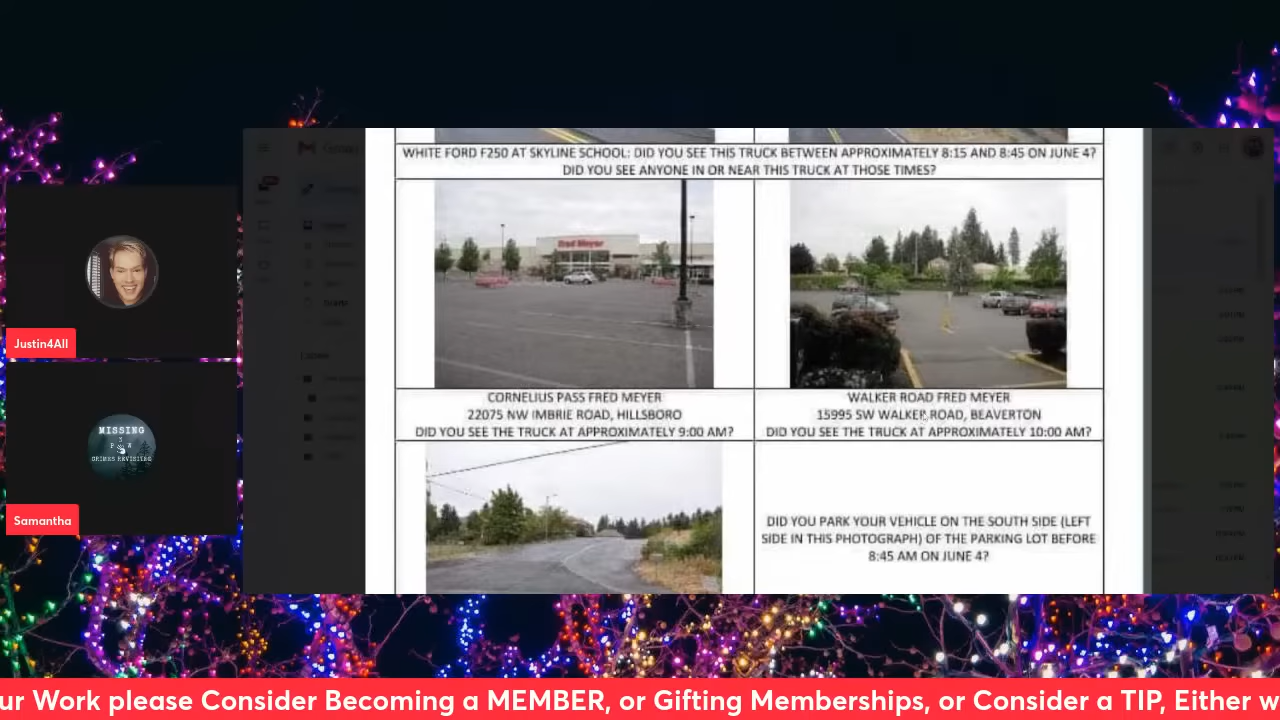 WHITE FORD F250 AT SKYLINE SCHOOL: DID YOU SEE THIS TRUCK BETWEEN APPROXIMATELY 8:15 AND 8:45 ON JUNE 4?
DID YOU SEE ANYONE IN OR NEAR THIS TRUCK AT THOSE TIMES?
Fred Meyer
CORNELIUS PASS FRED MEYER
22075 NW IMBRIE ROAD, HILLSBORO
DID YOU SEE THE TRUCK AT APPROXIMATELY 9:00 AM?
WALKER ROAD FRED MEYER
15995 SW WALKER ROAD, BEAVERTON
DID YOU SEE THE TRUCK AT APPROXIMATELY 10:00 AM?
DID YOU PARK YOUR VEHICLE ON THE SOUTH SIDE (LEFT
SIDE IN THIS PHOTOGRAPH) OF THE PARKING LOT BEFORE
8:45 AM ON JUNE 4?
Justin4All
MISSING
CRIMES REVISITED
Samantha
ur Work please Consider Becoming a MEMBER, or Gifting Memberships, or Consider a TIP, Either w